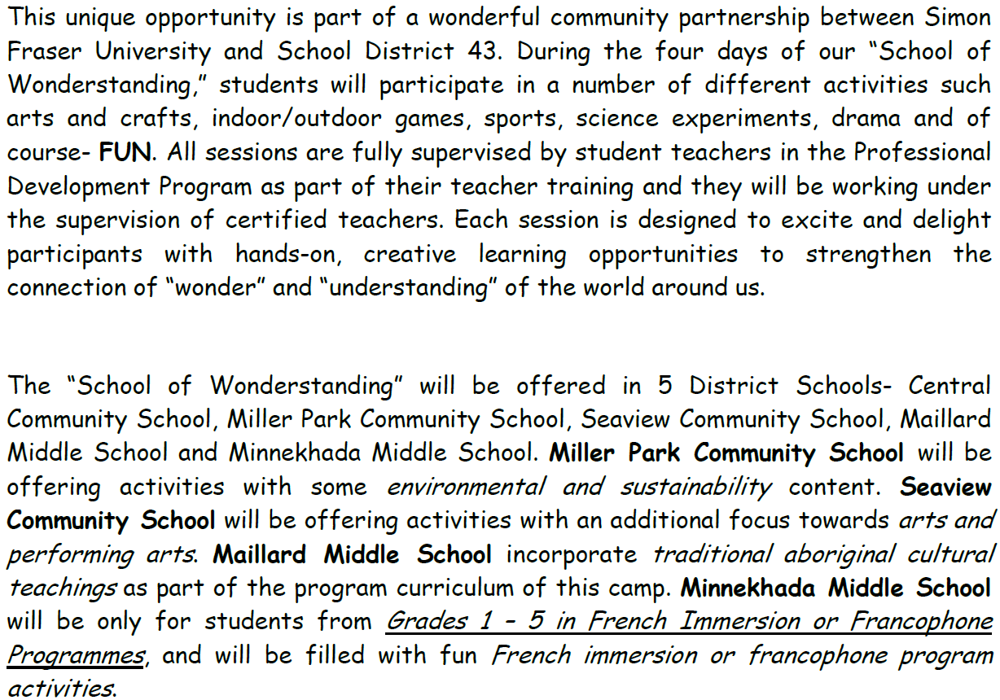 This unique opportunity is part of a wonderful community partnership between Simon
Fraser University and School District 43. During the four days of our “School of
Wonderstanding,” students will participate in a number of different activities such
arts and crafts, indoor/outdoor games, sports, science experiments, drama and of
course- FUN. All sessions are fully supervised by student teachers in the Professional
Development Program as part of their teacher training and they will be working under
the supervision of certified teachers. Each session is designed to excite and delight
participants with hands-on, creative learning opportunities to strengthen the
connection of “wonder” and “understanding” of the world around us.
The “School of Wonderstanding” will be offered in 5 District Schools- Central
Community School, Miller Park Community School, Seaview Community School, Maillard
Middle School and Minnekhada Middle School. Miller Park Community School will be
offering activities with some environmental and sustainability content. Seaview
Community School will be offering activities with an additional focus towards arts and
performing arts. Maillard Middle School incorporate traditional aboriginal cultural
teachings as part of the program curriculum of this camp. Minnekhada Middle School
will be only for students from Grades 1 – 5 in French Immersion or Francophone
Programmes, and will be filled with fun French immersion or francophone program
activities.